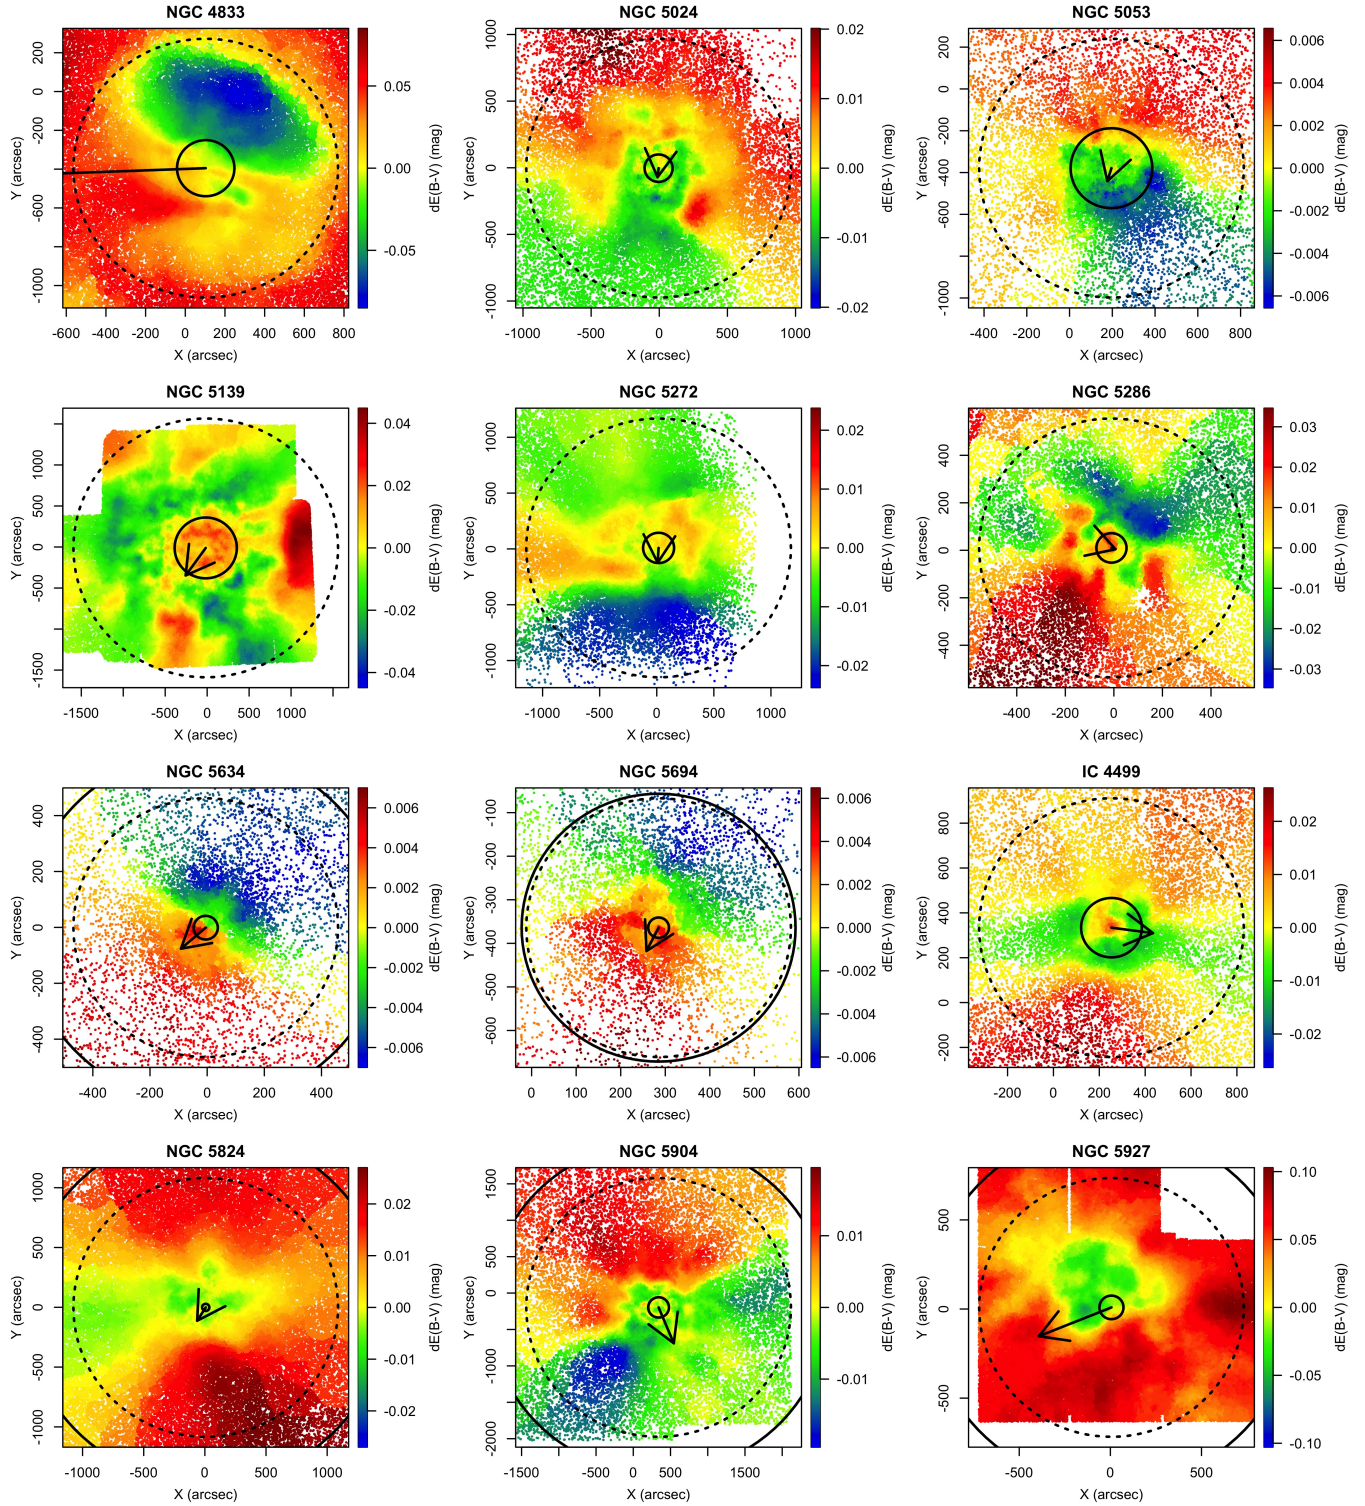 NGC 4833
200
0
-200
-600
-1000
Y (arcsec)
-600 -400 -200 0 200 400 600 800
X (arcsec)
0.05
0.00
-0.05
dE(B-V) (mag)
NGC 5024
1000
500
0
-500
-1000
Y (arcsec)
-1000 -500 0 500 1000
X (arcsec)
0.02
0.01
0.00
-0.01
-0.02
dE(B-V) (mag)
NGC 5053
200
0
-200
-400
-600
-1000
Y (arcsec)
-400 -200 0 200 400 600 800
X (arcsec)
0.006
0.004
0.002
0.000
-0.002
-0.004
-0.006
dE(B-V) (mag)
NGC 5139
1000
500
0
-500
-1500
Y (arcsec)
-1500 -500 0 500 1000
X (arcsec)
0.04
0.02
0.00
-0.02
-0.04
dE(B-V) (mag)
NGC 5272
1000
500
0
-500
-1000
Y (arcsec)
-1000 -500 0 500 1000
X (arcsec)
0.02
0.01
0.00
-0.01
-0.02
dE(B-V) (mag)
NGC 5286
400
200
0
-200
-400
Y (arcsec)
-400 -200 0 200 400
X (arcsec)
0.03
0.02
0.01
0.00
-0.01
-0.02
-0.03
dE(B-V) (mag)
NGC 5634
400
200
0
-200
-400
Y (arcsec)
-400 -200 0 200 400
X (arcsec)
0.006
0.004
0.002
0.000
-0.002
-0.004
-0.006
dE(B-V) (mag)
NGC 5694
-100
-200
-300
-400
-500
-600
Y (arcsec)
0 100 200 300 400 500 600
X (arcsec)
0.006
0.004
0.002
0.000
-0.002
-0.004
-0.006
dE(B-V) (mag)
IC 4499
800
600
400
200
0
-200
Y (arcsec)
-200 0 200 400 600 800
X (arcsec)
0.02
0.01
0.00
-0.01
-0.02
dE(B-V) (mag)
NGC 5824
1000
500
0
-500
-1000
Y (arcsec)
-1000 -500 0 500 1000
X (arcsec)
0.02
0.01
0.00
-0.01
-0.02
dE(B-V) (mag)
NGC 5904
1500
500
0
-1000
-2000
Y (arcsec)
-1500 -500 0 500 1500
X (arcsec)
0.01
0.00
-0.01
dE(B-V) (mag)
NGC 5927
500
0
-500
Y (arcsec)
-500 0 500
X (arcsec)
0.10
0.05
0.00
-0.05
-0.10
dE(B-V) (mag)